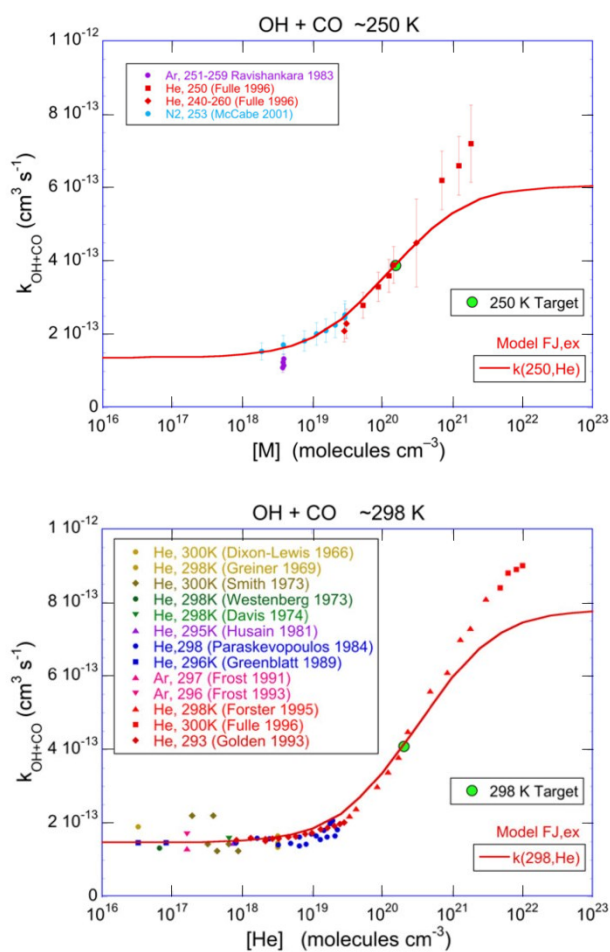 OH + CO ~250 K
1 10⁻¹²
8 10⁻¹³
6 10⁻¹³
4 10⁻¹³
2 10⁻¹³
0
k_OH+CO (cm³ s⁻¹)
Ar, 251-259 Ravishankara 1983
He, 250 (Fulle 1996)
He, 240-260 (Fulle 1996)
N2, 253 (McCabe 2001)
250 K Target
Model FJ,ex
k(250,He)
10¹⁶ 10¹⁷ 10¹⁸ 10¹⁹ 10²⁰ 10²¹ 10²² 10²³
[M] (molecules cm⁻³)
OH + CO ~298 K
1 10⁻¹²
8 10⁻¹³
6 10⁻¹³
4 10⁻¹³
2 10⁻¹³
0
k_OH+CO (cm³ s⁻¹)
He, 300K (Dixon-Lewis 1966)
He, 298K (Greiner 1969)
He, 300K (Smith 1973)
He, 298K (Westenberg 1973)
He, 298K (Davis 1974)
He, 295K (Husain 1981)
He,298 (Paraskevopoulos 1984)
He, 296K (Greenblatt 1989)
Ar, 297 (Frost 1991)
Ar, 296 (Frost 1993)
He, 298K (Forster 1995)
He, 300K (Fulle 1996)
He, 293 (Golden 1993)
298 K Target
Model FJ,ex
k(298,He)
10¹⁶ 10¹⁷ 10¹⁸ 10¹⁹ 10²⁰ 10²¹ 10²² 10²³
[He] (molecules cm⁻³)